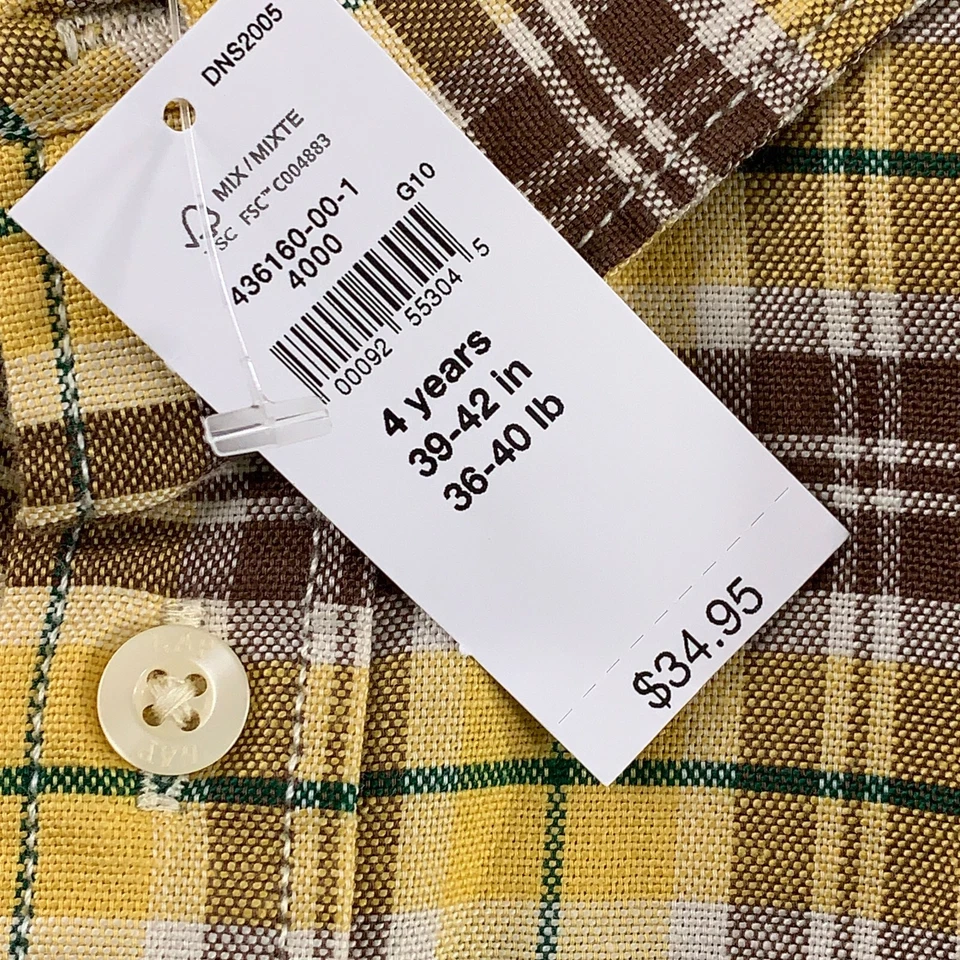 DNS2005
MIX / MIXTE
FSC™ C004883
436160-00-1
4000
G10
00092 55304 5
4 years
39-42 in
36-40 lb
$34.95